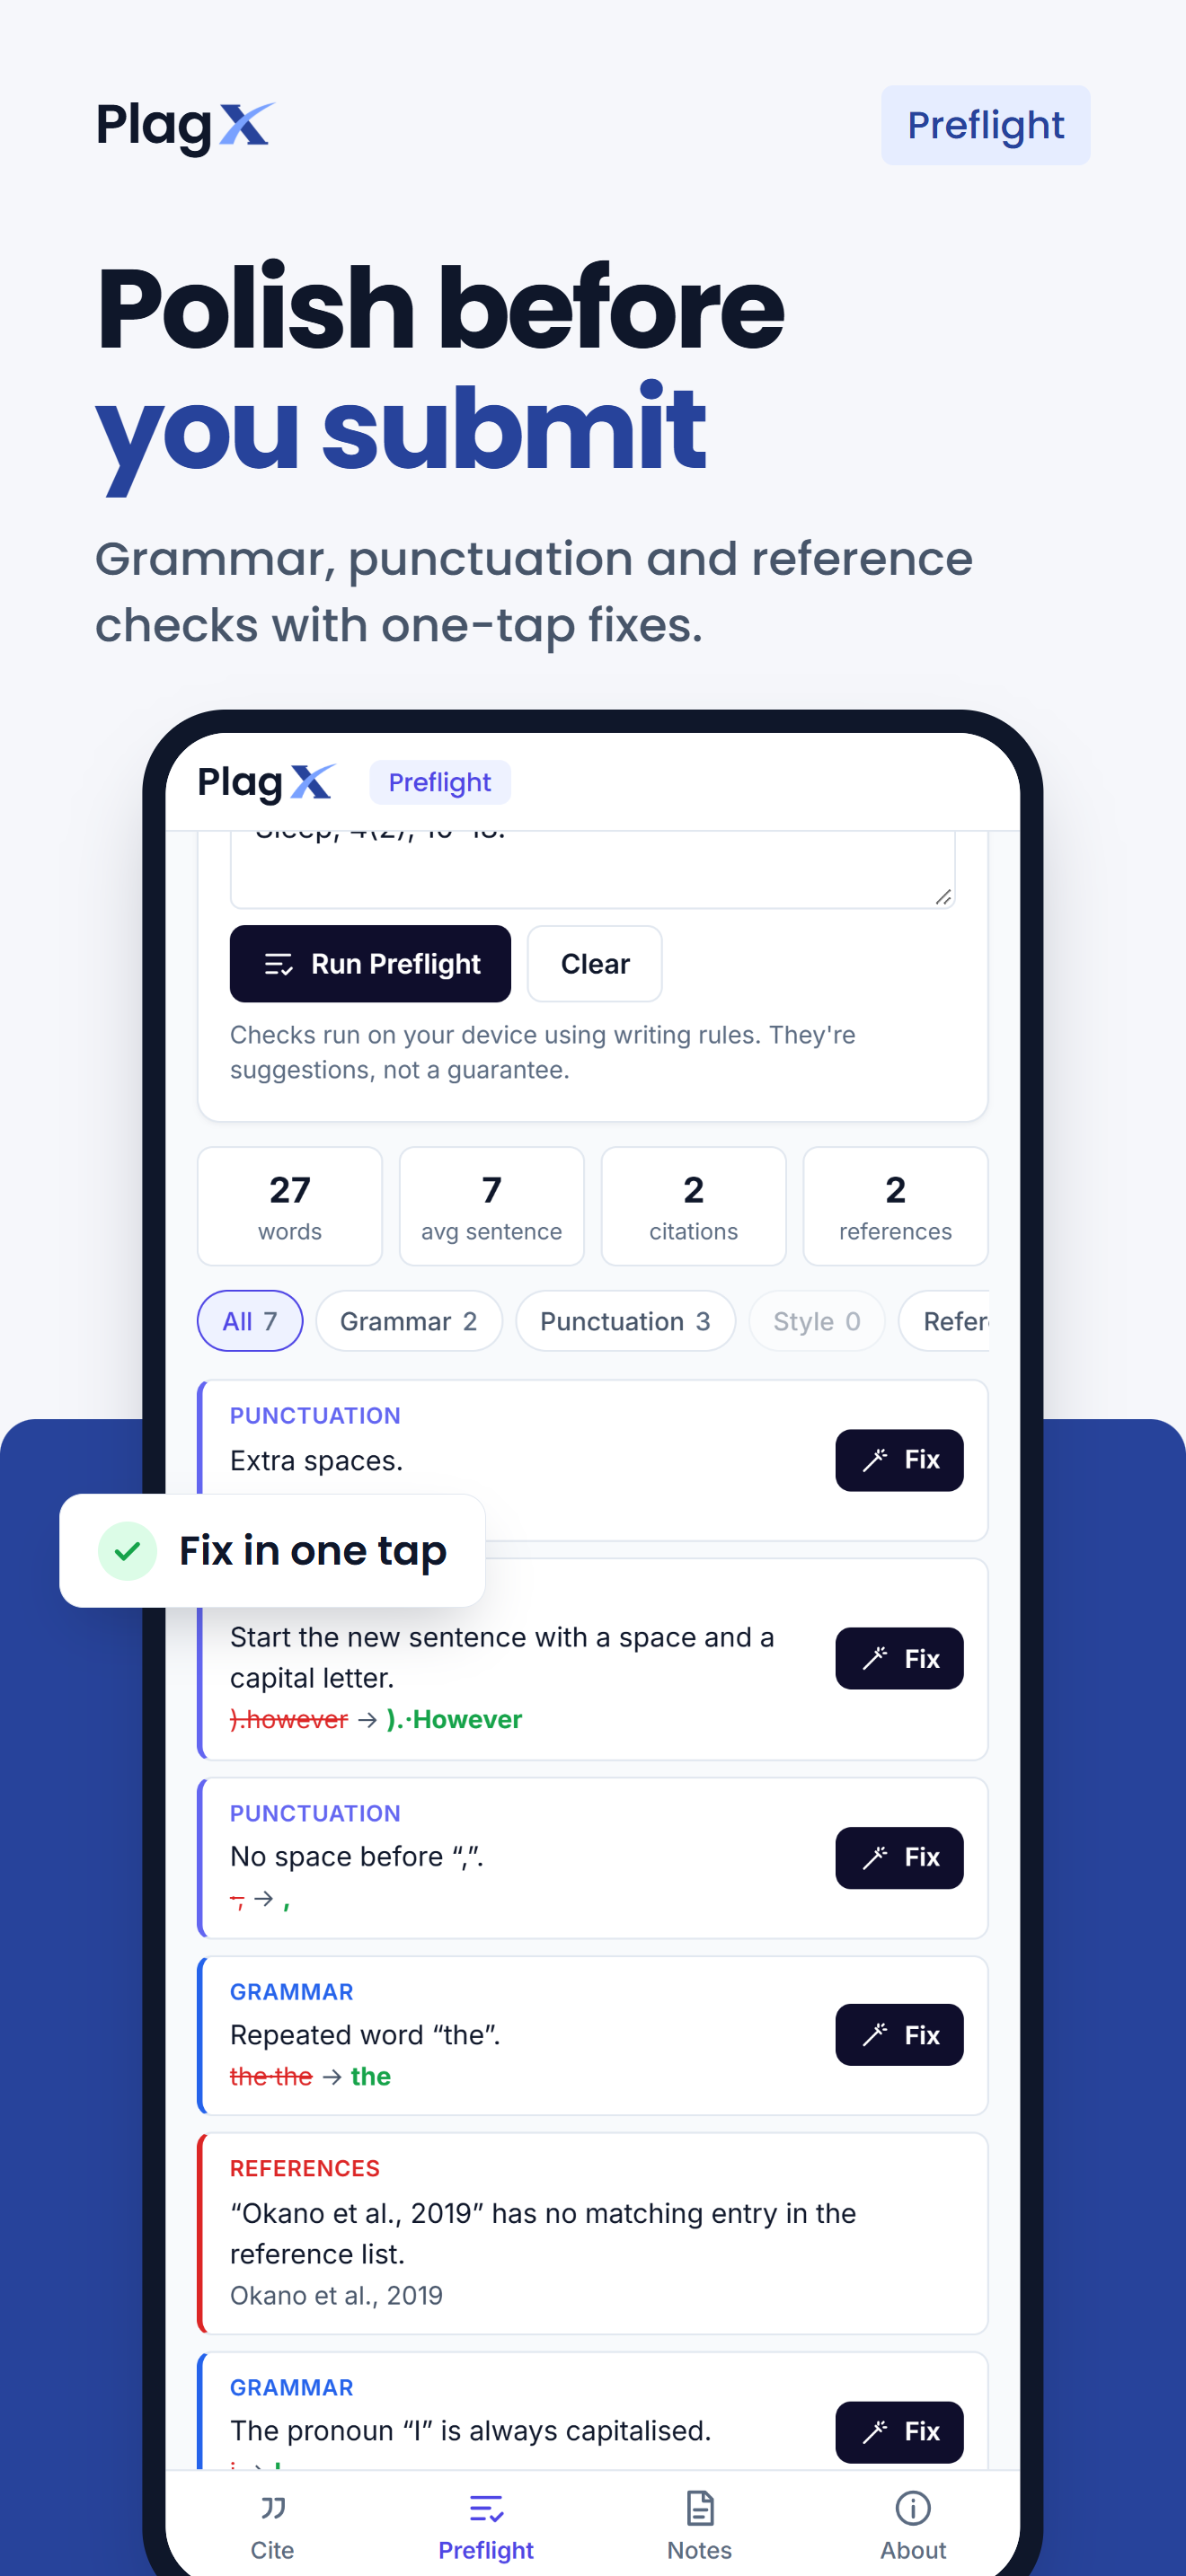 PlagX
Preflight
Polish before
you submit
Grammar, punctuation and reference
checks with one-tap fixes.
PlagX
Preflight
Run Preflight
Clear
Checks run on your device using writing rules. They're
suggestions, not a guarantee.
27
words
7
avg sentence
2
citations
2
references
All 7
Grammar 2
Punctuation 3
Style 0
PUNCTUATION
Extra spaces.
Fix
Fix in one tap
Start the new sentence with a space and a
capital letter.
).however → ).·However
Fix
PUNCTUATION
No space before “,”.
·, → ,
Fix
GRAMMAR
Repeated word “the”.
the·the → the
Fix
REFERENCES
“Okano et al., 2019” has no matching entry in the
reference list.
Okano et al., 2019
GRAMMAR
The pronoun “I” is always capitalised.
Fix
Cite
Preflight
Notes
About